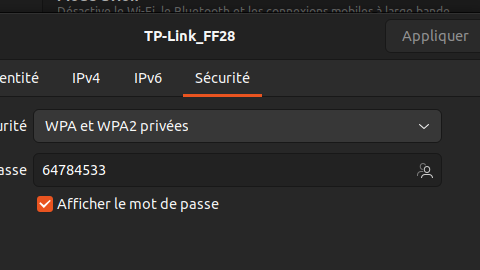 Désactive le Wi-Fi, le Bluetooth et les connexions mobiles à large bande
TP-Link_FF28
Appliquer
entité
IPv4
IPv6
Sécurité
urité
WPA et WPA2 privées
asse
64784533
Afficher le mot de passe